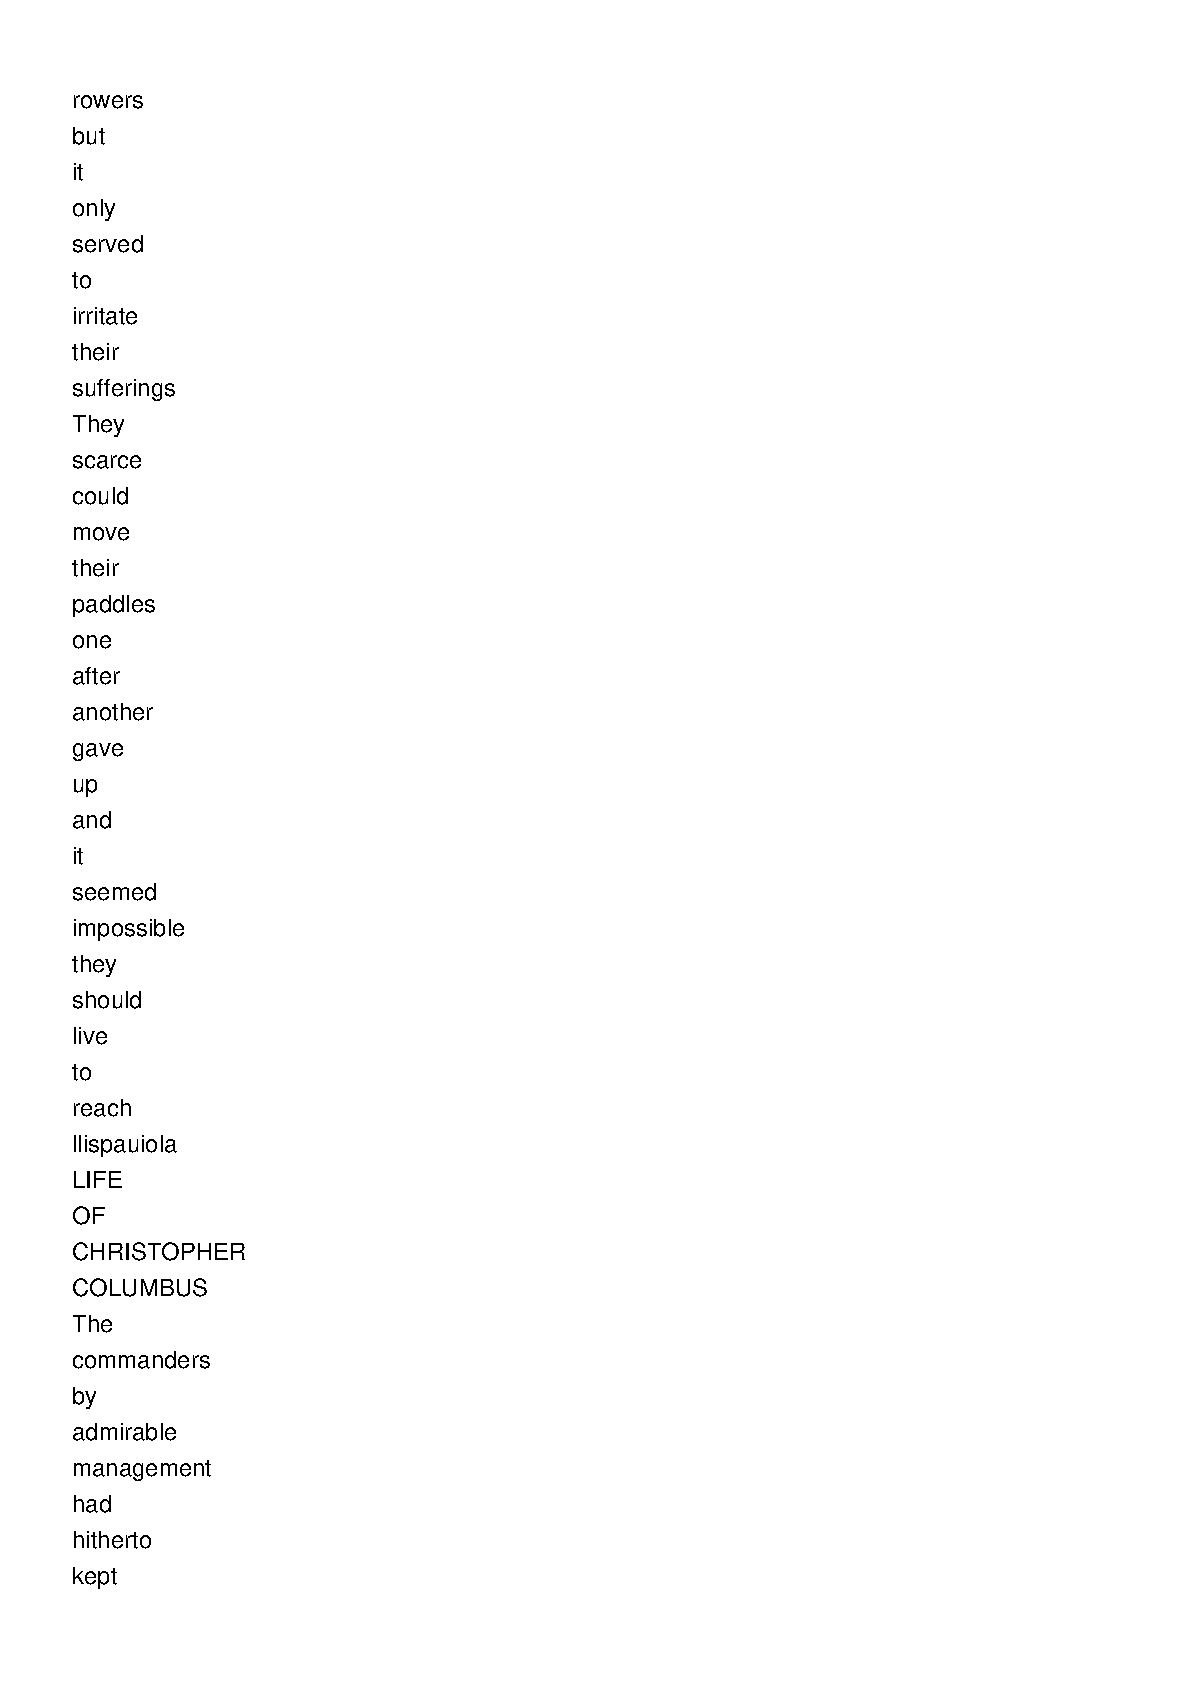 rowers
but
it
only
served
to
irritate
their
sufferings
They
scarce
could
move
their
paddles
one
after
another
gave
up
and
it
seemed
impossible
they
should
live
to
reach
llispauiola
LIFE
OF
CHRISTOPHER
COLUMBUS
The
commanders
by
admirable
management
had
hitherto
kept